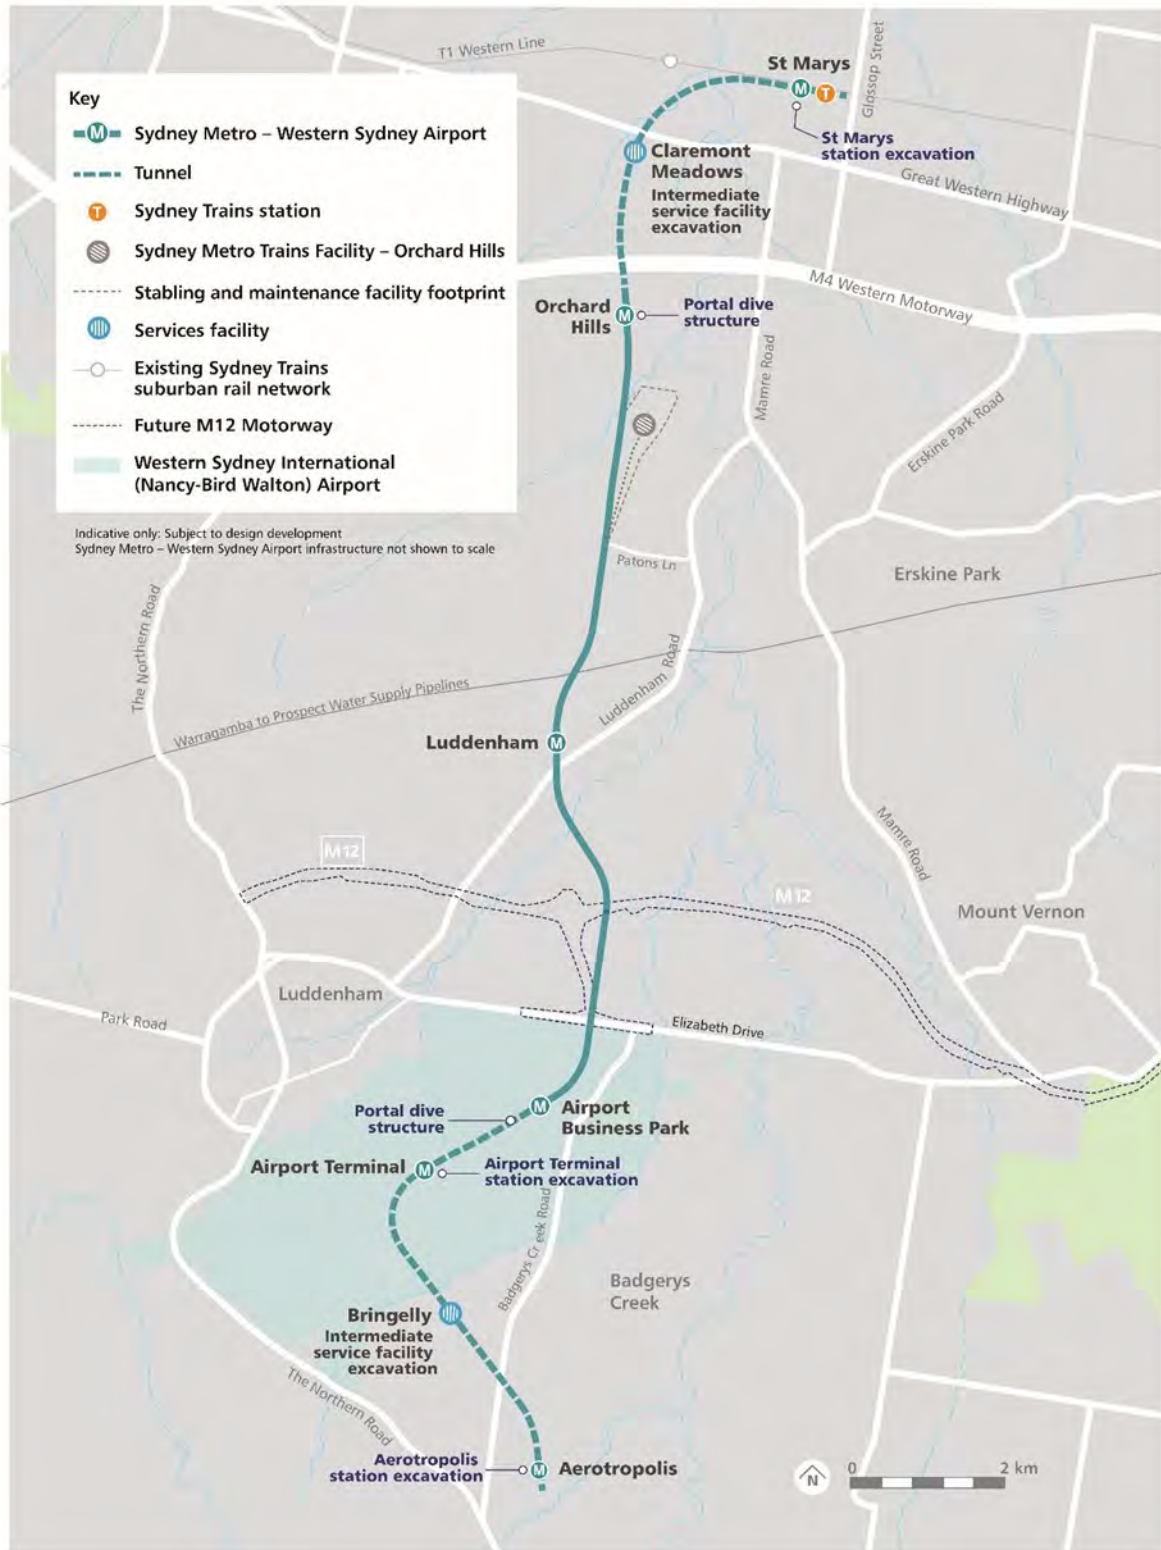 T1 Western Line
St Marys
Glossop Street
M
T
St Marys
station excavation
Key
M
Sydney Metro – Western Sydney Airport
Tunnel
T
Sydney Trains station
Sydney Metro Trains Facility – Orchard Hills
Stabling and maintenance facility footprint
Services facility
Existing Sydney Trains
suburban rail network
Future M12 Motorway
Western Sydney International
(Nancy-Bird Walton) Airport
Indicative only: Subject to design development
Sydney Metro – Western Sydney Airport infrastructure not shown to scale
Claremont
Meadows
Intermediate
service facility
excavation
Great Western Highway
M4 Western Motorway
Orchard
Hills
M
Portal dive
structure
Mamre Road
Erskine Park Road
Patons Ln
Erskine Park
The Northern Road
Luddenham Road
Warragamba to Prospect Water Supply Pipelines
Luddenham
M
Mamre Road
M12
M12
Mount Vernon
Luddenham
Park Road
Elizabeth Drive
Portal dive
structure
M
Airport
Business Park
Airport Terminal
M
Airport Terminal
station excavation
Badgerys Cr eek Road
Badgerys
Creek
Bringelly
Intermediate
service facility
excavation
The Northern Road
Aerotropolis
station excavation
M
Aerotropolis
N
0
2 km